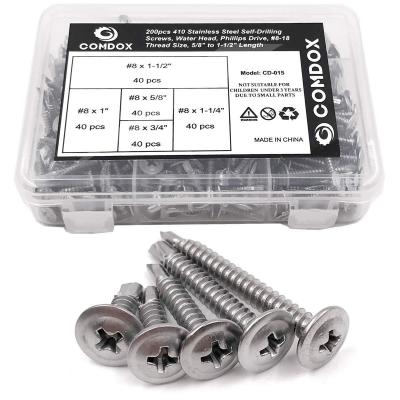 COMDOX
200pcs 410 Stainless Steel Self-Drilling
Screws, Water Head, Phillips Drive, #8-18
Thread Size, 5/8" to 1-1/2" Length
#8 x 1-1/2"
40 pcs
#8 x 1"
40 pcs
#8 x 5/8"
40 pcs
#8 x 3/4"
40 pcs
#8 x 1-1/4"
40 pcs
Model: CD-015
NOT SUITABLE FOR
CHILDREN UNDER 3 YEARS
DUE TO SMALL PARTS
MADE IN CHINA
COMDOX